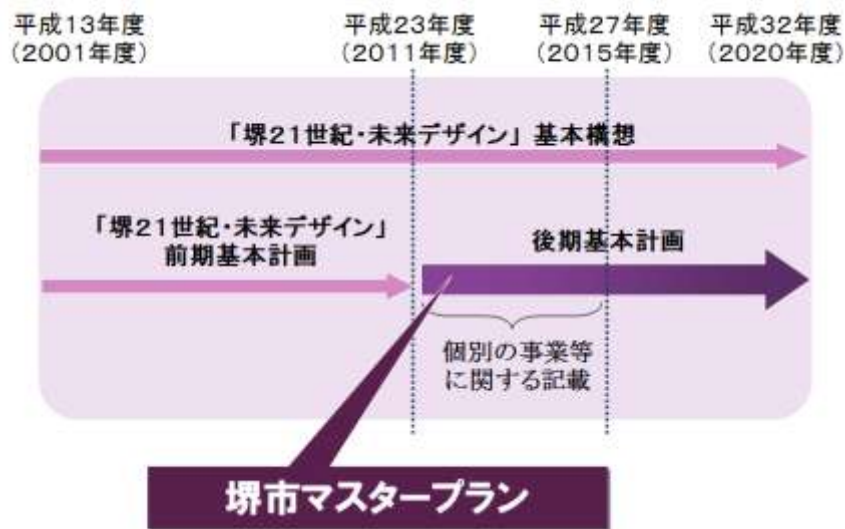 平成13年度
(2001年度)
平成23年度
(2011年度)
平成27年度
(2015年度)
平成32年度
(2020年度)
「堺21世紀・未来デザイン」基本構想
「堺21世紀・未来デザイン」
前期基本計画
後期基本計画
個別の事業等
に関する記載
堺市マスタープラン